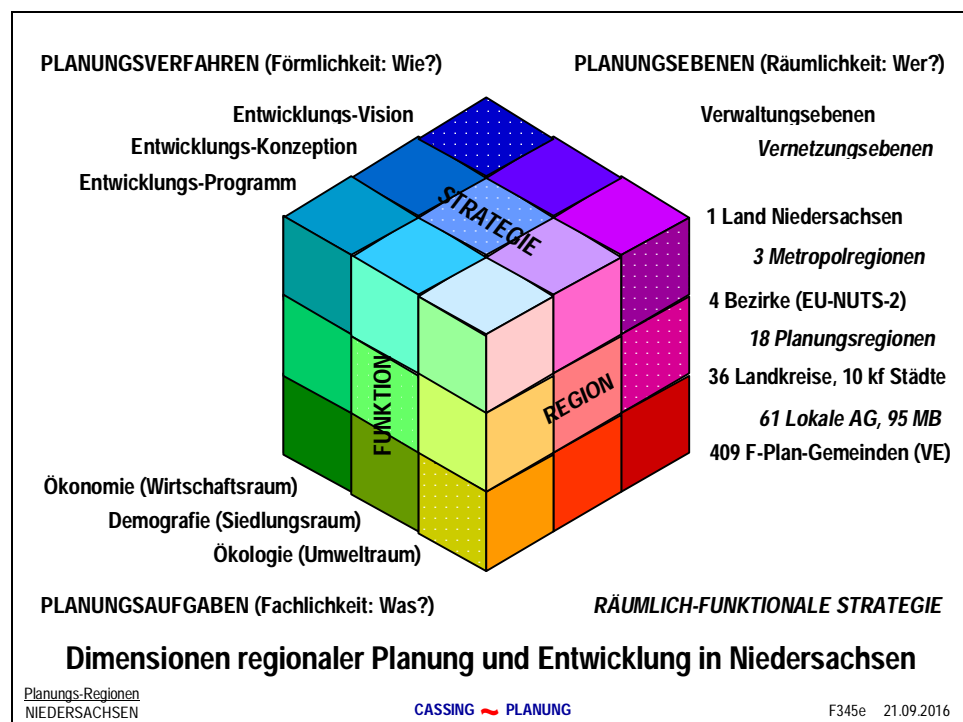 PLANUNGSVERFAHREN (Förmlichkeit: Wie?)
PLANUNGSEBENEN (Räumlichkeit: Wer?)
Entwicklungs-Vision
Entwicklungs-Konzeption
Entwicklungs-Programm
Verwaltungsebenen
Vernetzungsebenen
STRATEGIE
FUNKTION
REGION
1 Land Niedersachsen
3 Metropolregionen
4 Bezirke (EU-NUTS-2)
18 Planungsregionen
36 Landkreise, 10 kf Städte
61 Lokale AG, 95 MB
409 F-Plan-Gemeinden (VE)
Ökonomie (Wirtschaftsraum)
Demografie (Siedlungsraum)
Ökologie (Umweltraum)
PLANUNGSAUFGABEN (Fachlichkeit: Was?)
RÄUMLICH-FUNKTIONALE STRATEGIE
Dimensionen regionaler Planung und Entwicklung in Niedersachsen
Planungs-Regionen
NIEDERSACHSEN
CASSING ~ PLANUNG
F345e 21.09.2016